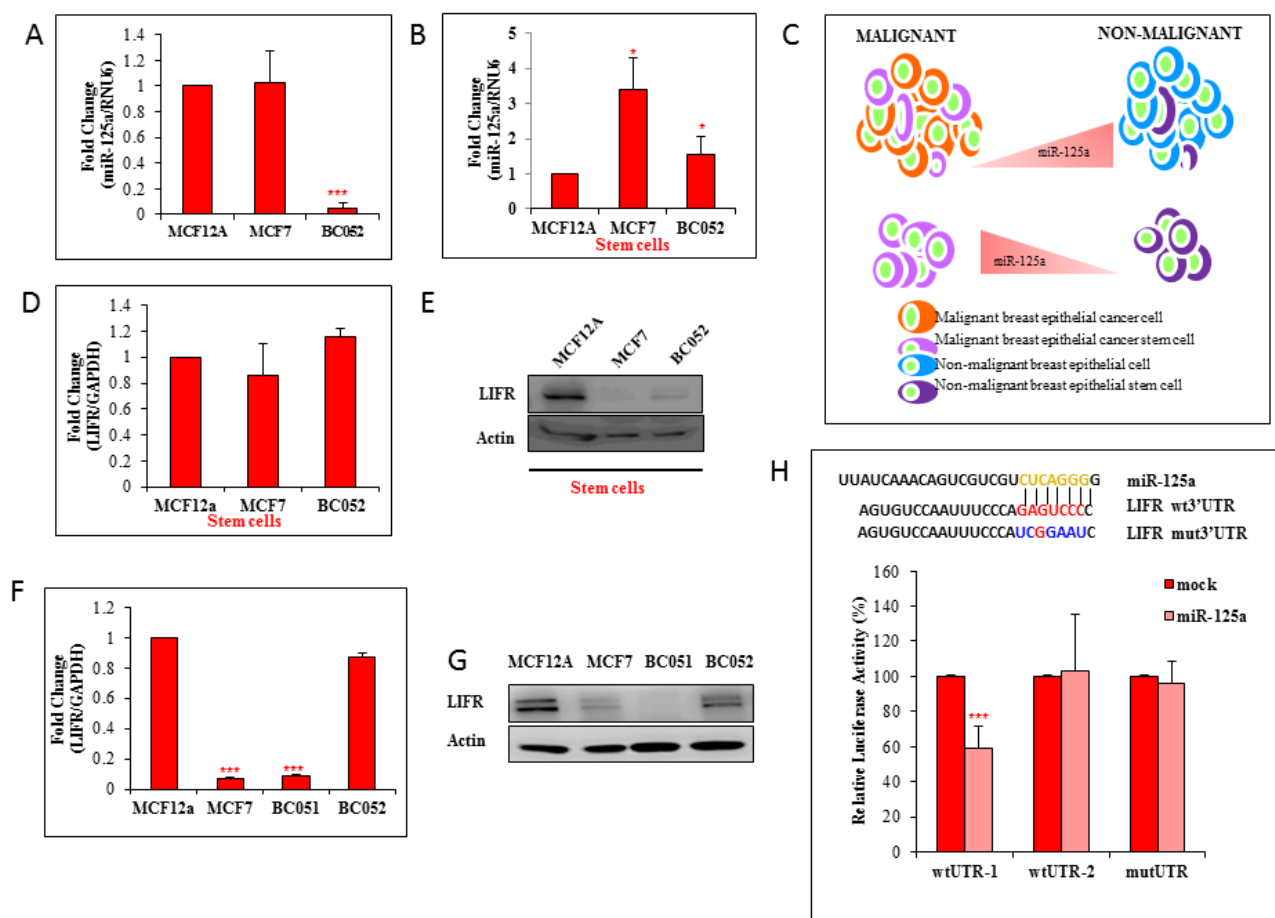 A
Fold Change
(miR-125a/RNU6)
1.4
1.2
1
0.8
0.6
0.4
0.2
0
***
MCF12A MCF7 BC052
B
Fold Change
(miR-125a/RNU6)
5
4
3
2
1
0
*
*
MCF12A MCF7 BC052
Stem cells
C
MALIGNANT
NON-MALIGNANT
miR-125a
miR-125a
Malignant breast epithelial cancer cell
Malignant breast epithelial cancer stem cell
Non-malignant breast epithelial cell
Non-malignant breast epithelial stem cell
D
Fold Change
(LIFR/GAPDH)
1.4
1.2
1
0.8
0.6
0.4
0.2
0
MCF12a MCF7 BC052
Stem cells
E
MCF12A MCF7 BC052
LIFR
Actin
Stem cells
F
Fold Change
(LIFR/GAPDH)
1.2
1
0.8
0.6
0.4
0.2
0
*** ***
MCF12a MCF7 BC051 BC052
G
MCF12A MCF7 BC051 BC052
LIFR
Actin
H
UUAUCAAACAGUCGUCGUCUCAGGGG miR-125a
AGUGUCCAAUUUCCCAGAGUCCCC LIFR wt3'UTR
AGUGUCCAAUUUCCCAUCGGAAUC LIFR mut3'UTR
Relative Luciferase Activity (%)
160
140
120
100
80
60
40
20
0
mock
miR-125a
***
wtUTR-1 wtUTR-2 mutUTR